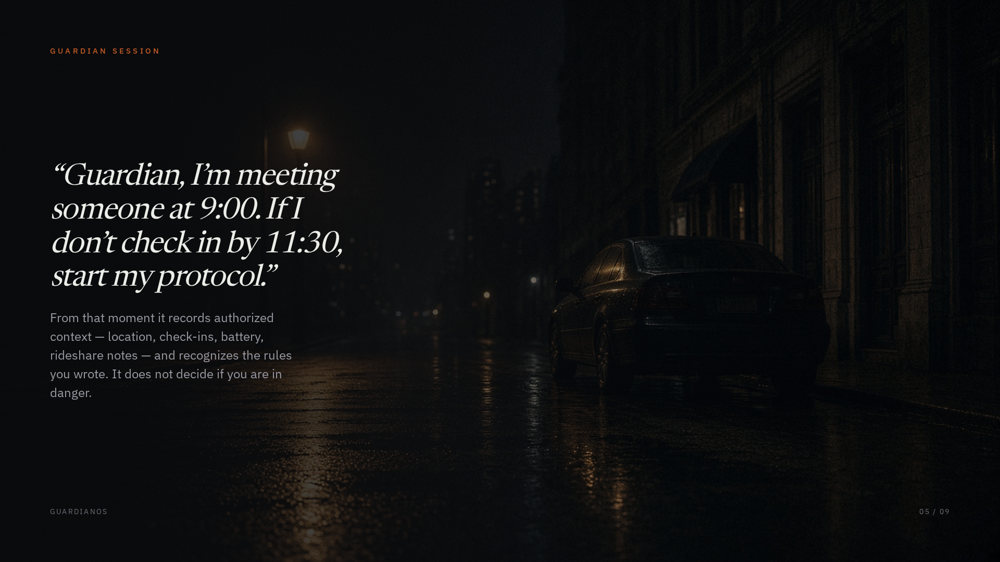 GUARDIAN SESSION
“Guardian, I’m meeting
someone at 9:00. If I
don’t check in by 11:30,
start my protocol.”
From that moment it records authorized
context — location, check-ins, battery,
rideshare notes — and recognizes the rules
you wrote. It does not decide if you are in
danger.
GUARDIANOS
05 / 09